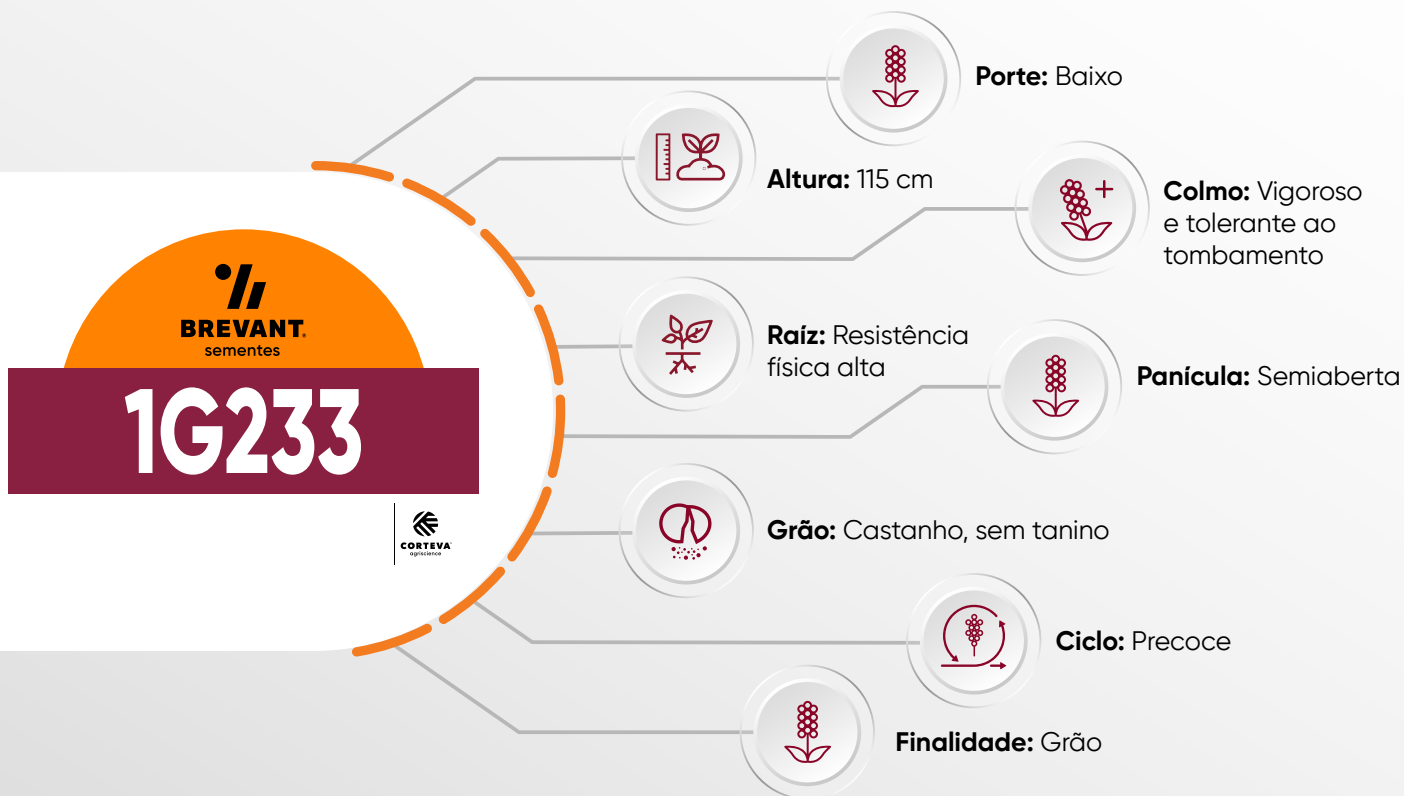 BREVANT®
sementes
1G233
CORTEVA™
agriscience
Porte: Baixo
Altura: 115 cm
Colmo: Vigoroso
e tolerante ao
tombamento
Raíz: Resistência
física alta
Panícula: Semiaberta
Grão: Castanho, sem tanino
Ciclo: Precoce
Finalidade: Grão